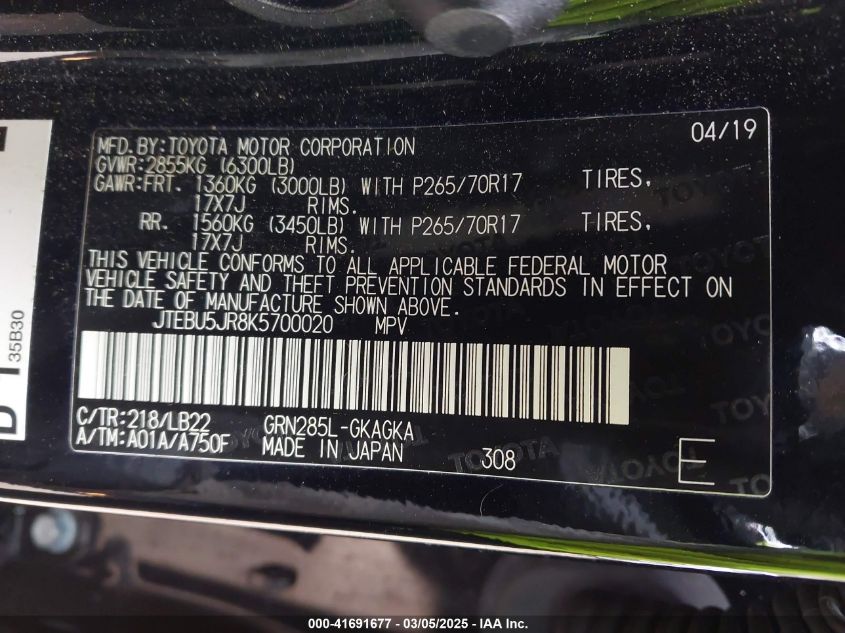 MFD.BY:TOYOTA MOTOR CORPORATION 04/19
GVWR:2855KG (6300LB)
GAWR:FRT. 1360KG (3000LB) WITH P265/70R17 TIRES,
17X7J RIMS.
RR. 1560KG (3450LB) WITH P265/70R17 TIRES,
17X7J RIMS.
THIS VEHICLE CONFORMS TO ALL APPLICABLE FEDERAL MOTOR
VEHICLE SAFETY AND THEFT PREVENTION STANDARDS IN EFFECT ON
THE DATE OF MANUFACTURE SHOWN ABOVE.
JTEBU5JR8K5700020 MPV
C/TR:218/LB22 GRN285L-GKAGKA
A/TM:A01A/A750F MADE IN JAPAN 308 E
TOYOTA
35B30
000-41691677 - 03/05/2025 - IAA Inc.